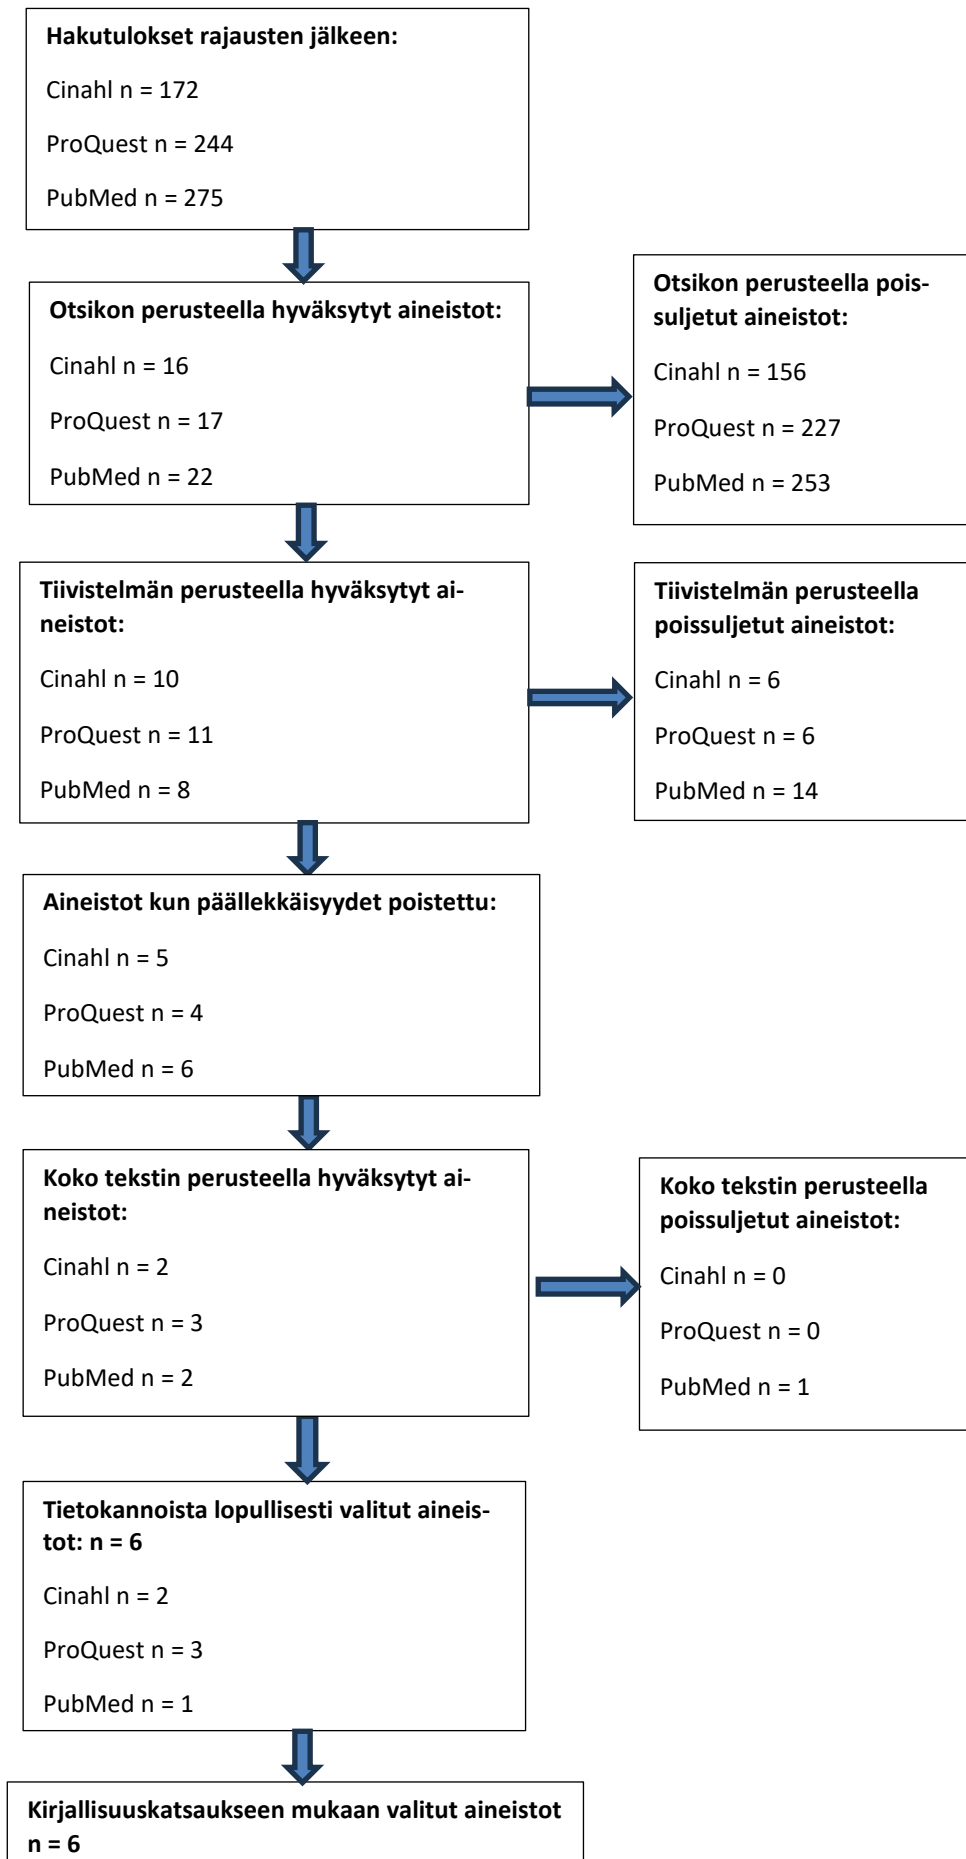 Hakutulokset rajausten jälkeen:
Cinahl n = 172
ProQuest n = 244
PubMed n = 275
Otsikon perusteella hyväksytyt aineistot:
Cinahl n = 16
ProQuest n = 17
PubMed n = 22
Otsikon perusteella pois-
suljetut aineistot:
Cinahl n = 156
ProQuest n = 227
PubMed n = 253
Tiivistelmän perusteella hyväksytyt ai-
neistot:
Cinahl n = 10
ProQuest n = 11
PubMed n = 8
Tiivistelmän perusteella
poissuljetut aineistot:
Cinahl n = 6
ProQuest n = 6
PubMed n = 14
Aineistot kun päällekkäisyydet poistettu:
Cinahl n = 5
ProQuest n = 4
PubMed n = 6
Koko tekstin perusteella hyväksytyt ai-
neistot:
Cinahl n = 2
ProQuest n = 3
PubMed n = 2
Koko tekstin perusteella
poissuljetut aineistot:
Cinahl n = 0
ProQuest n = 0
PubMed n = 1
Tietokannoista lopullisesti valitut aineis-
tot: n = 6
Cinahl n = 2
ProQuest n = 3
PubMed n = 1
Kirjallisuuskatsaukseen mukaan valitut aineistot
n = 6